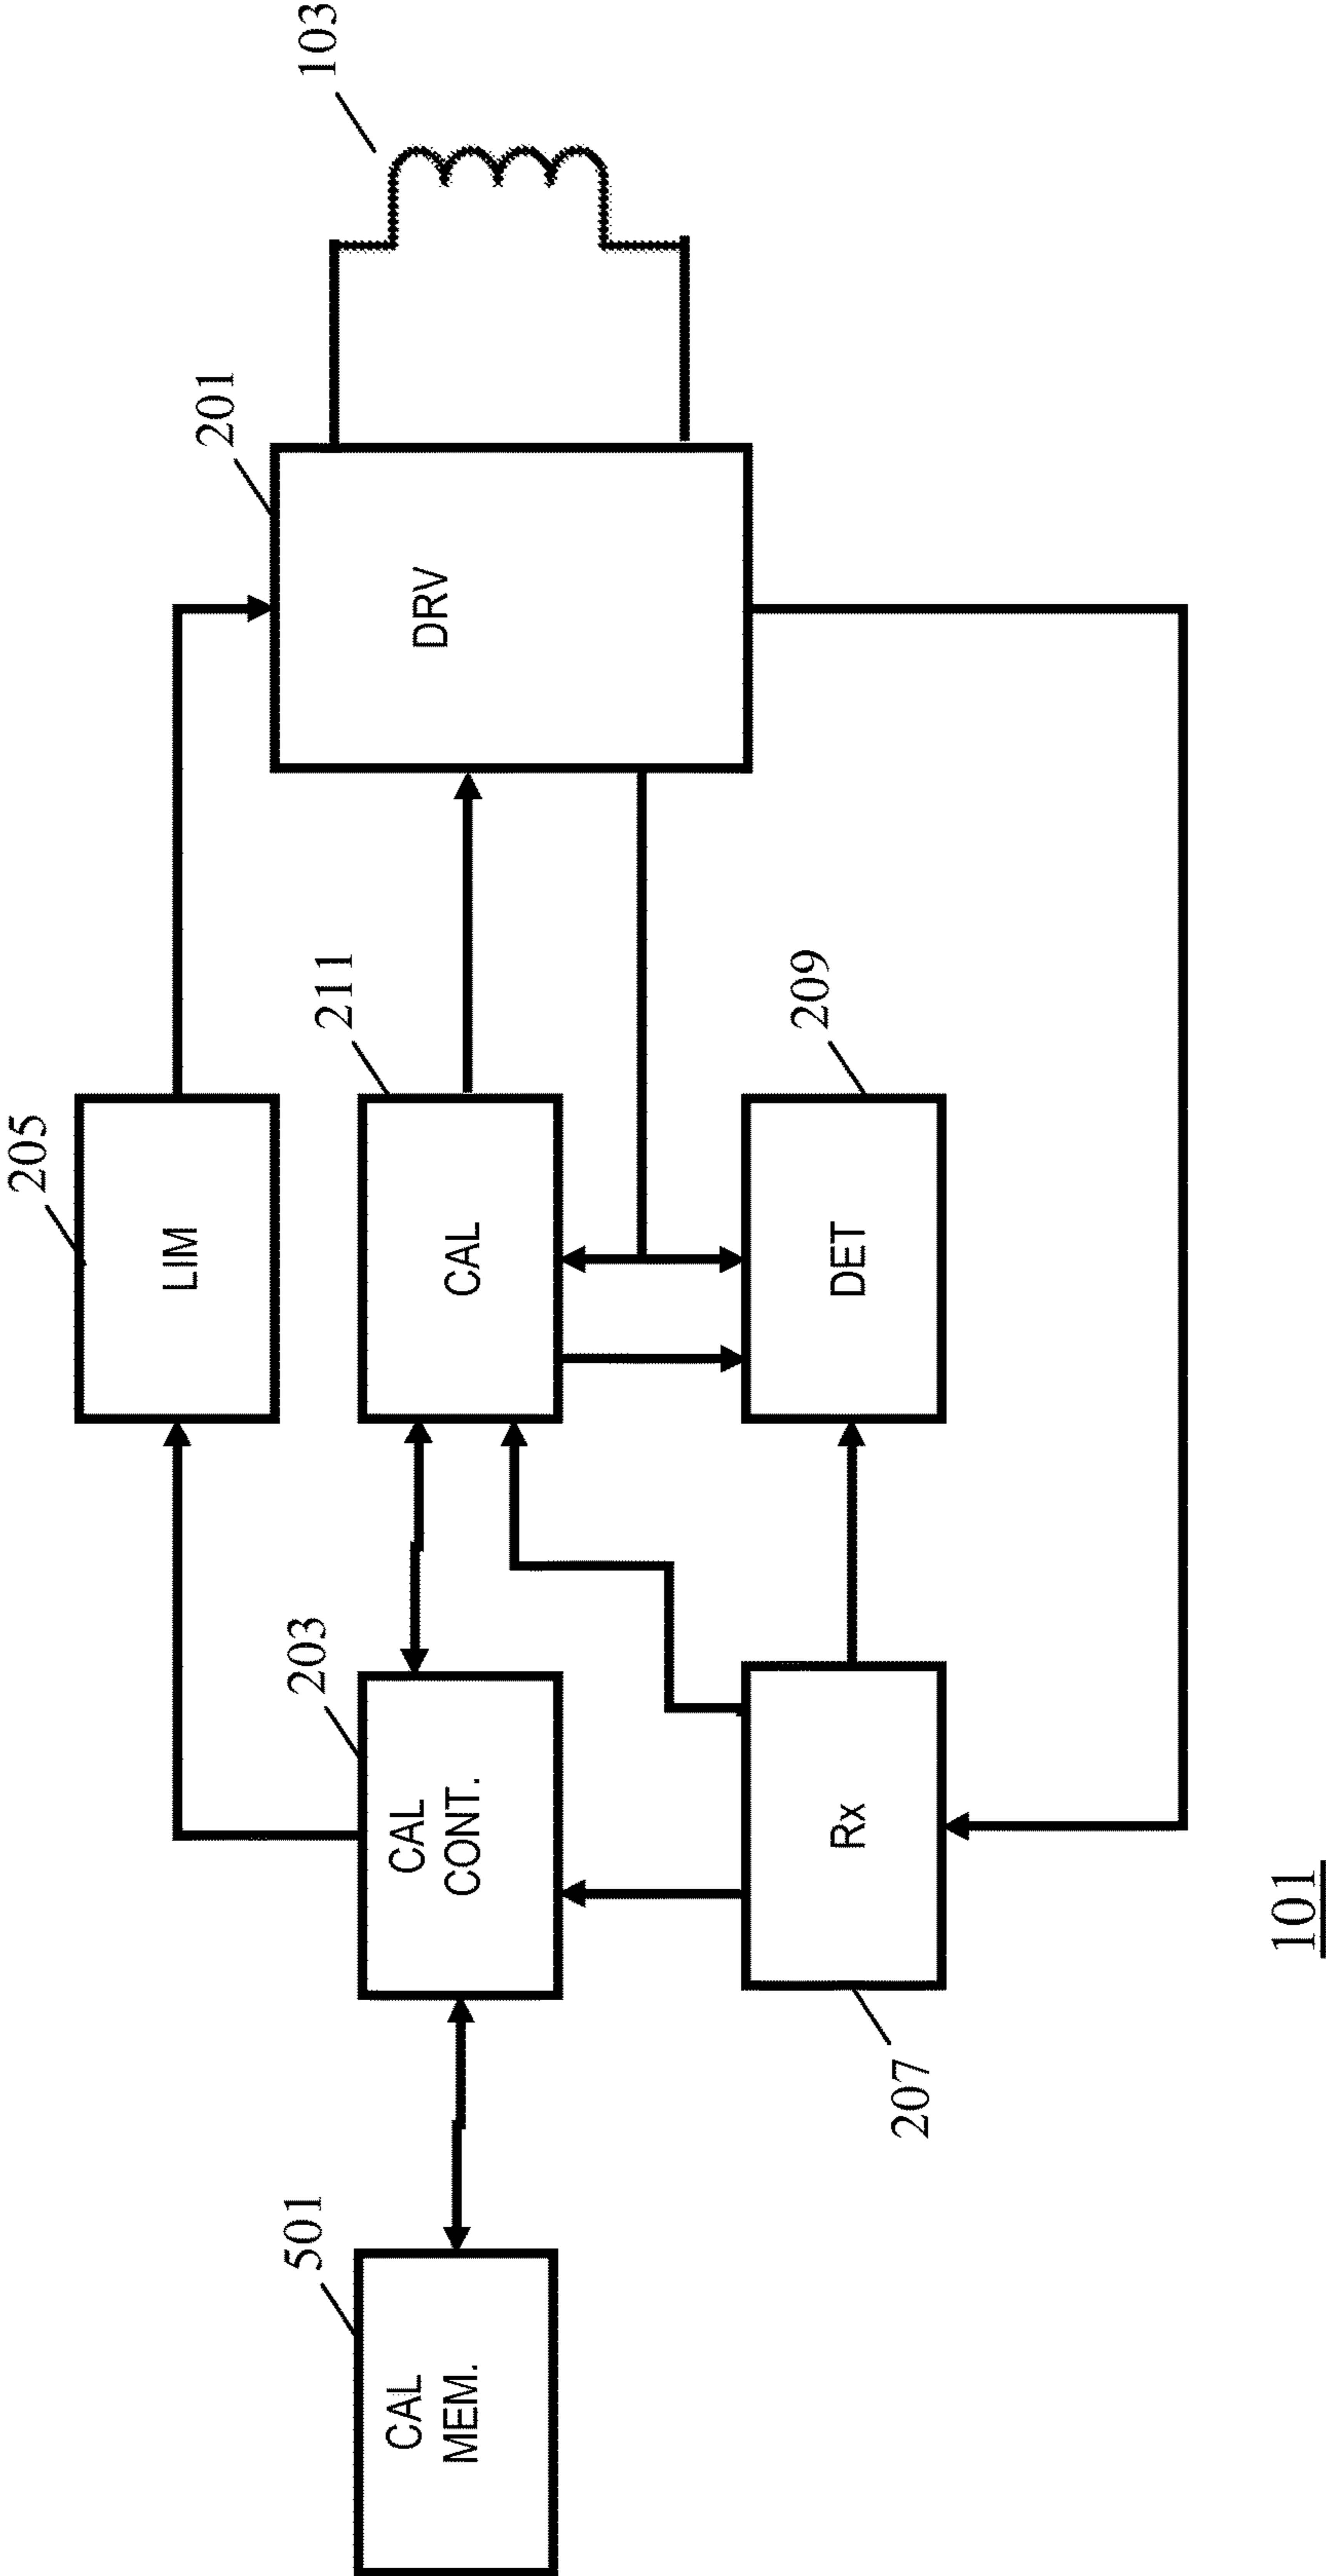 205
LIM
201
103
211
CAL
DRV
203
CAL
CONT.
501
CAL
MEM.
209
DET
Rx
207
101